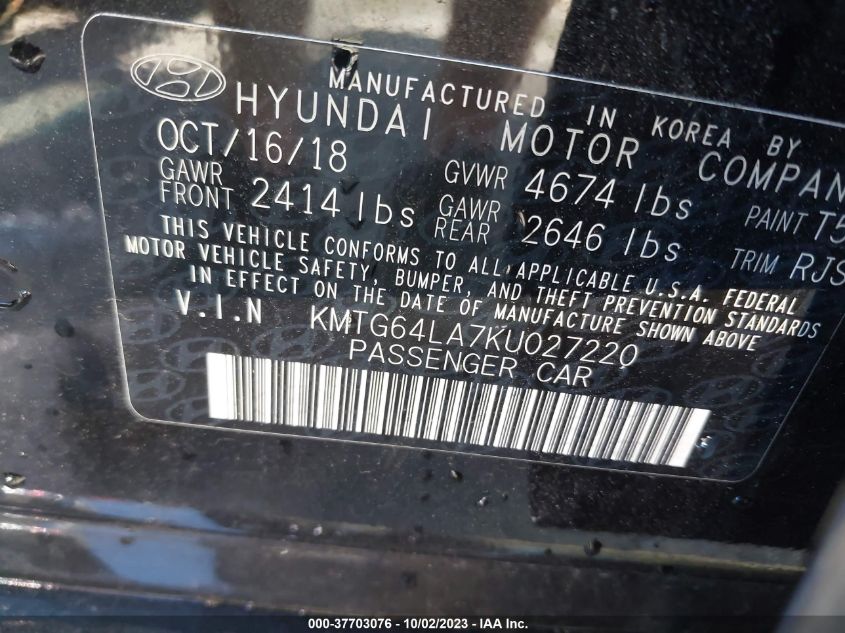 MANUFACTURED IN KOREA BY
HYUNDAI MOTOR COMPAN
OCT/16/18
GAWR FRONT 2414 lbs
GVWR 4674 lbs
GAWR REAR 2646 lbs
PAINT T5
TRIM RJS
THIS VEHICLE CONFORMS TO ALL APPLICABLE U.S.A. FEDERAL
MOTOR VEHICLE SAFETY, BUMPER, AND THEFT PREVENTION STANDARDS
IN EFFECT ON THE DATE OF MANUFACTURE SHOWN ABOVE
V.I.N KMTG64LA7KU027220
PASSENGER CAR
000-37703076 - 10/02/2023 - IAA Inc.